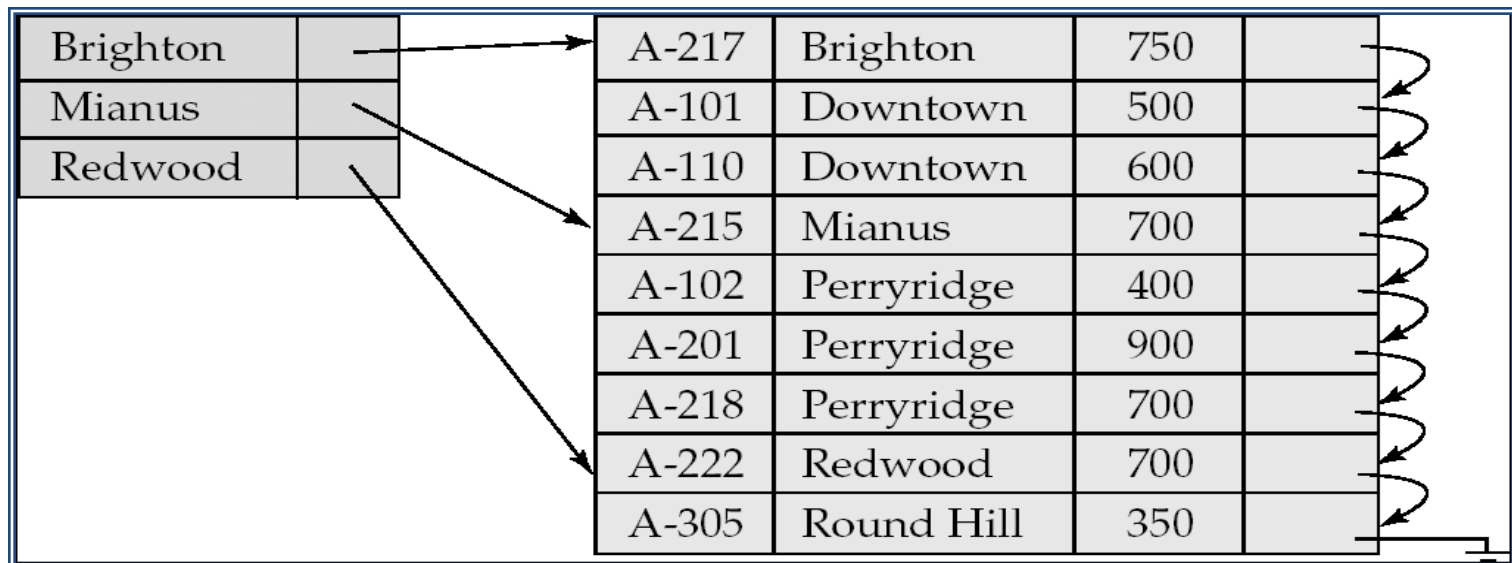 Brighton
Mianus
Redwood
A-217 Brighton 750
A-101 Downtown 500
A-110 Downtown 600
A-215 Mianus 700
A-102 Perryridge 400
A-201 Perryridge 900
A-218 Perryridge 700
A-222 Redwood 700
A-305 Round Hill 350